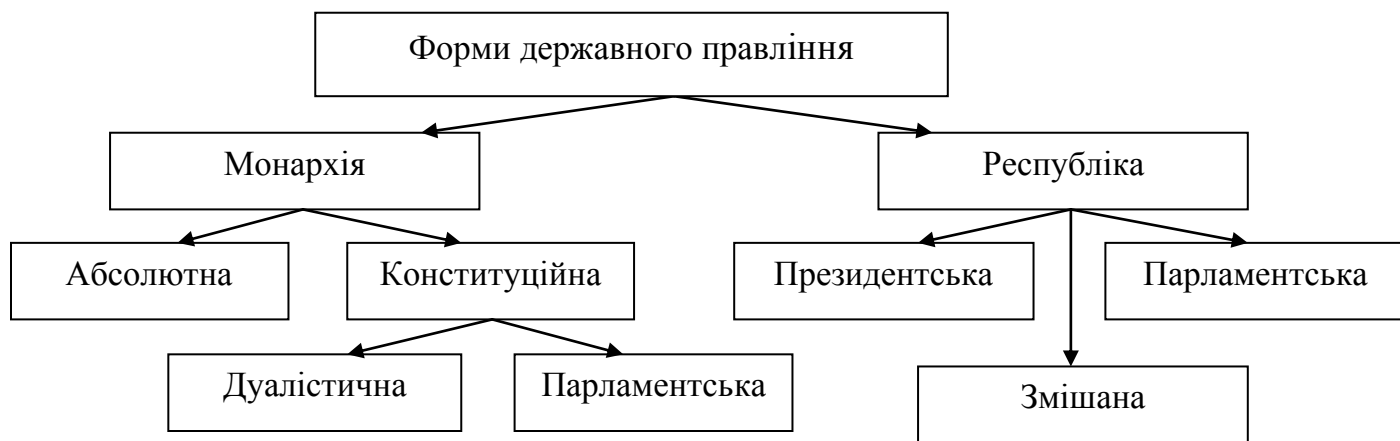 Форми державного правління
Монархія
Республіка
Абсолютна
Конституційна
Президентська
Парламентська
Дуалістична
Парламентська
Змішана